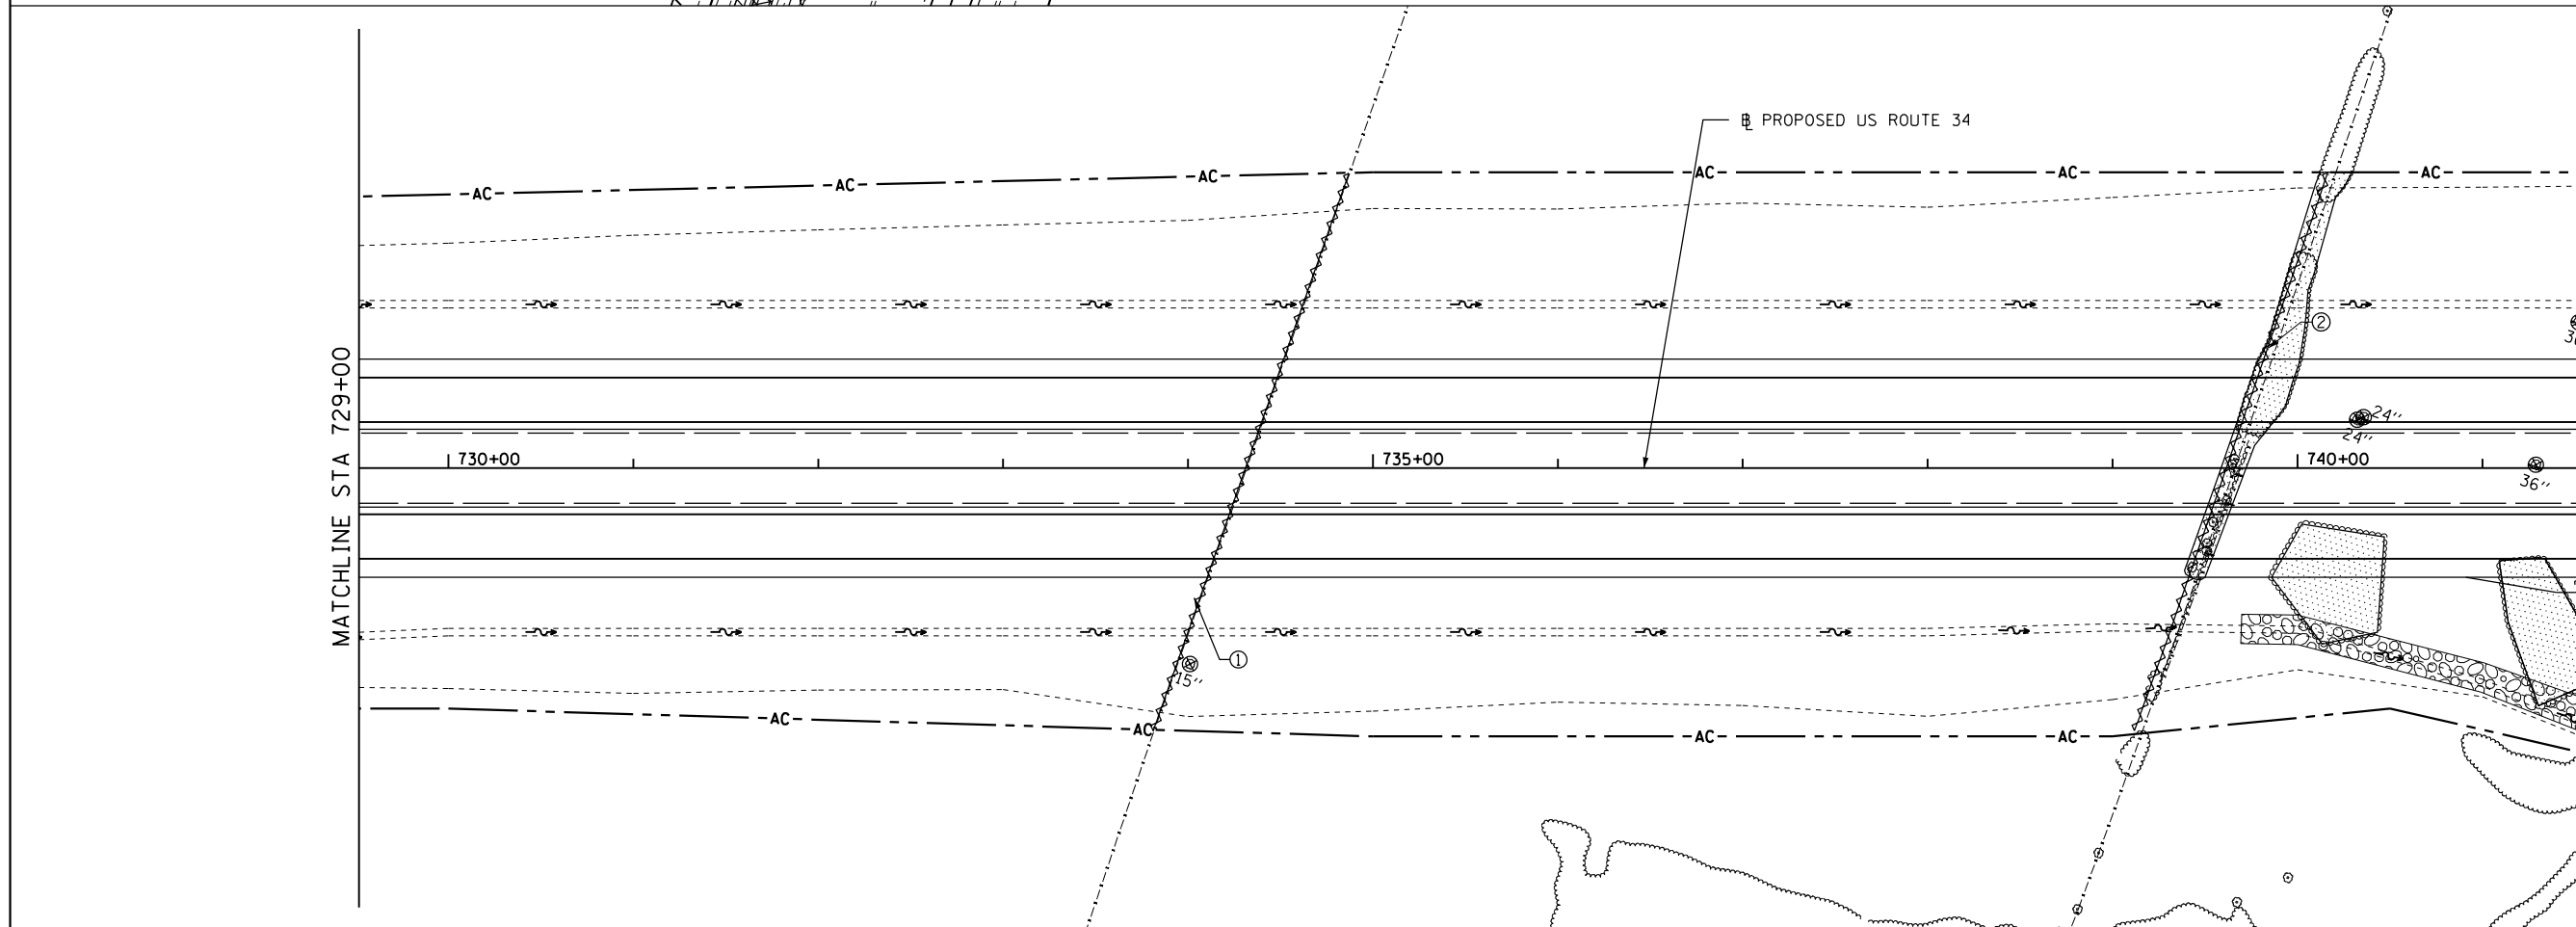 ℄ PROPOSED US ROUTE 34
AC AC AC AC AC AC
2
MATCHLINE STA 729+00
24''
24''
730+00 735+00 740+00
36''
1
15''
AC AC AC AC